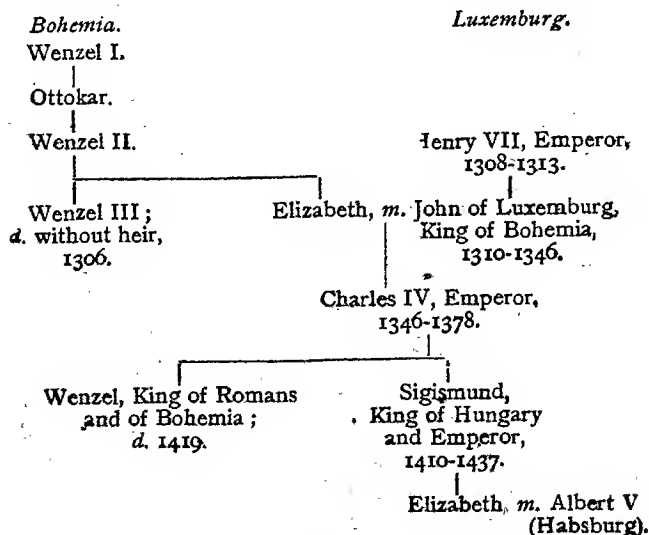 Bohemia. Luxemburg.
Wenzel I.
Ottokar.
Wenzel II. Henry VII, Emperor,
1308-1313.
Wenzel III; Elizabeth, m. John of Luxemburg,
d. without heir, King of Bohemia,
1306. 1310-1346.
Charles IV, Emperor,
1346-1378.
Wenzel, King of Romans Sigismund,
and of Bohemia; King of Hungary
d. 1419. and Emperor,
1410-1437.
Elizabeth, m. Albert V
(Habsburg).